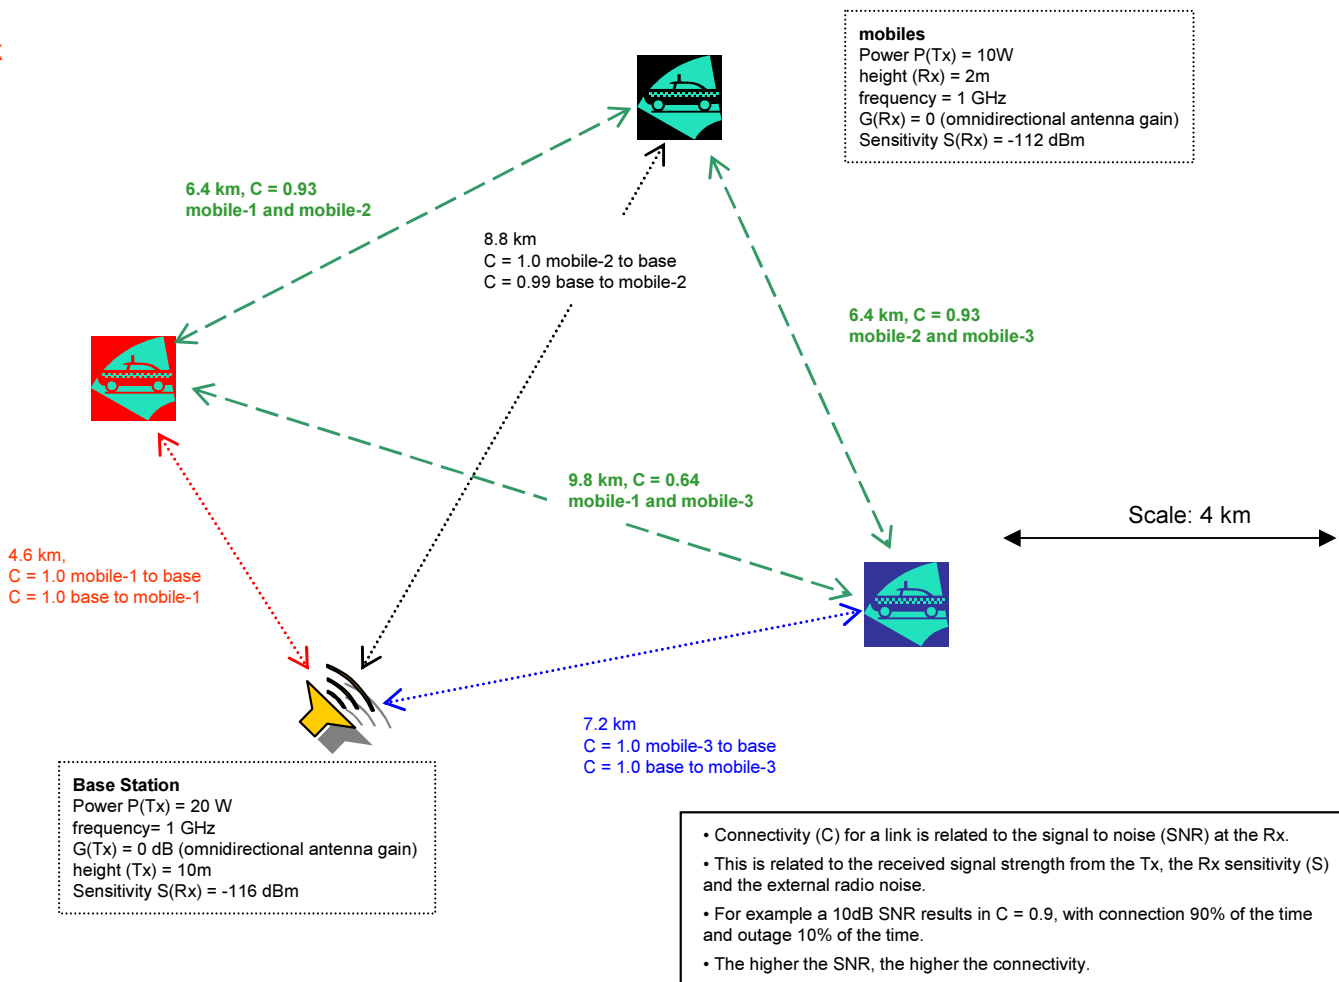 mobiles
Power P(Tx) = 10W
height (Rx) = 2m
frequency = 1 GHz
G(Rx) = 0 (omnidirectional antenna gain)
Sensitivity S(Rx) = -112 dBm
6.4 km, C = 0.93
mobile-1 and mobile-2
8.8 km
C = 1.0 mobile-2 to base
C = 0.99 base to mobile-2
6.4 km, C = 0.93
mobile-2 and mobile-3
9.8 km, C = 0.64
mobile-1 and mobile-3
Scale: 4 km
4.6 km,
C = 1.0 mobile-1 to base
C = 1.0 base to mobile-1
7.2 km
C = 1.0 mobile-3 to base
C = 1.0 base to mobile-3
Base Station
Power P(Tx) = 20 W
frequency= 1 GHz
G(Tx) = 0 dB (omnidirectional antenna gain)
height (Tx) = 10m
Sensitivity S(Rx) = -116 dBm
• Connectivity (C) for a link is related to the signal to noise (SNR) at the Rx.
• This is related to the received signal strength from the Tx, the Rx sensitivity (S)
and the external radio noise.
• For example a 10dB SNR results in C = 0.9, with connection 90% of the time
and outage 10% of the time.
• The higher the SNR, the higher the connectivity.